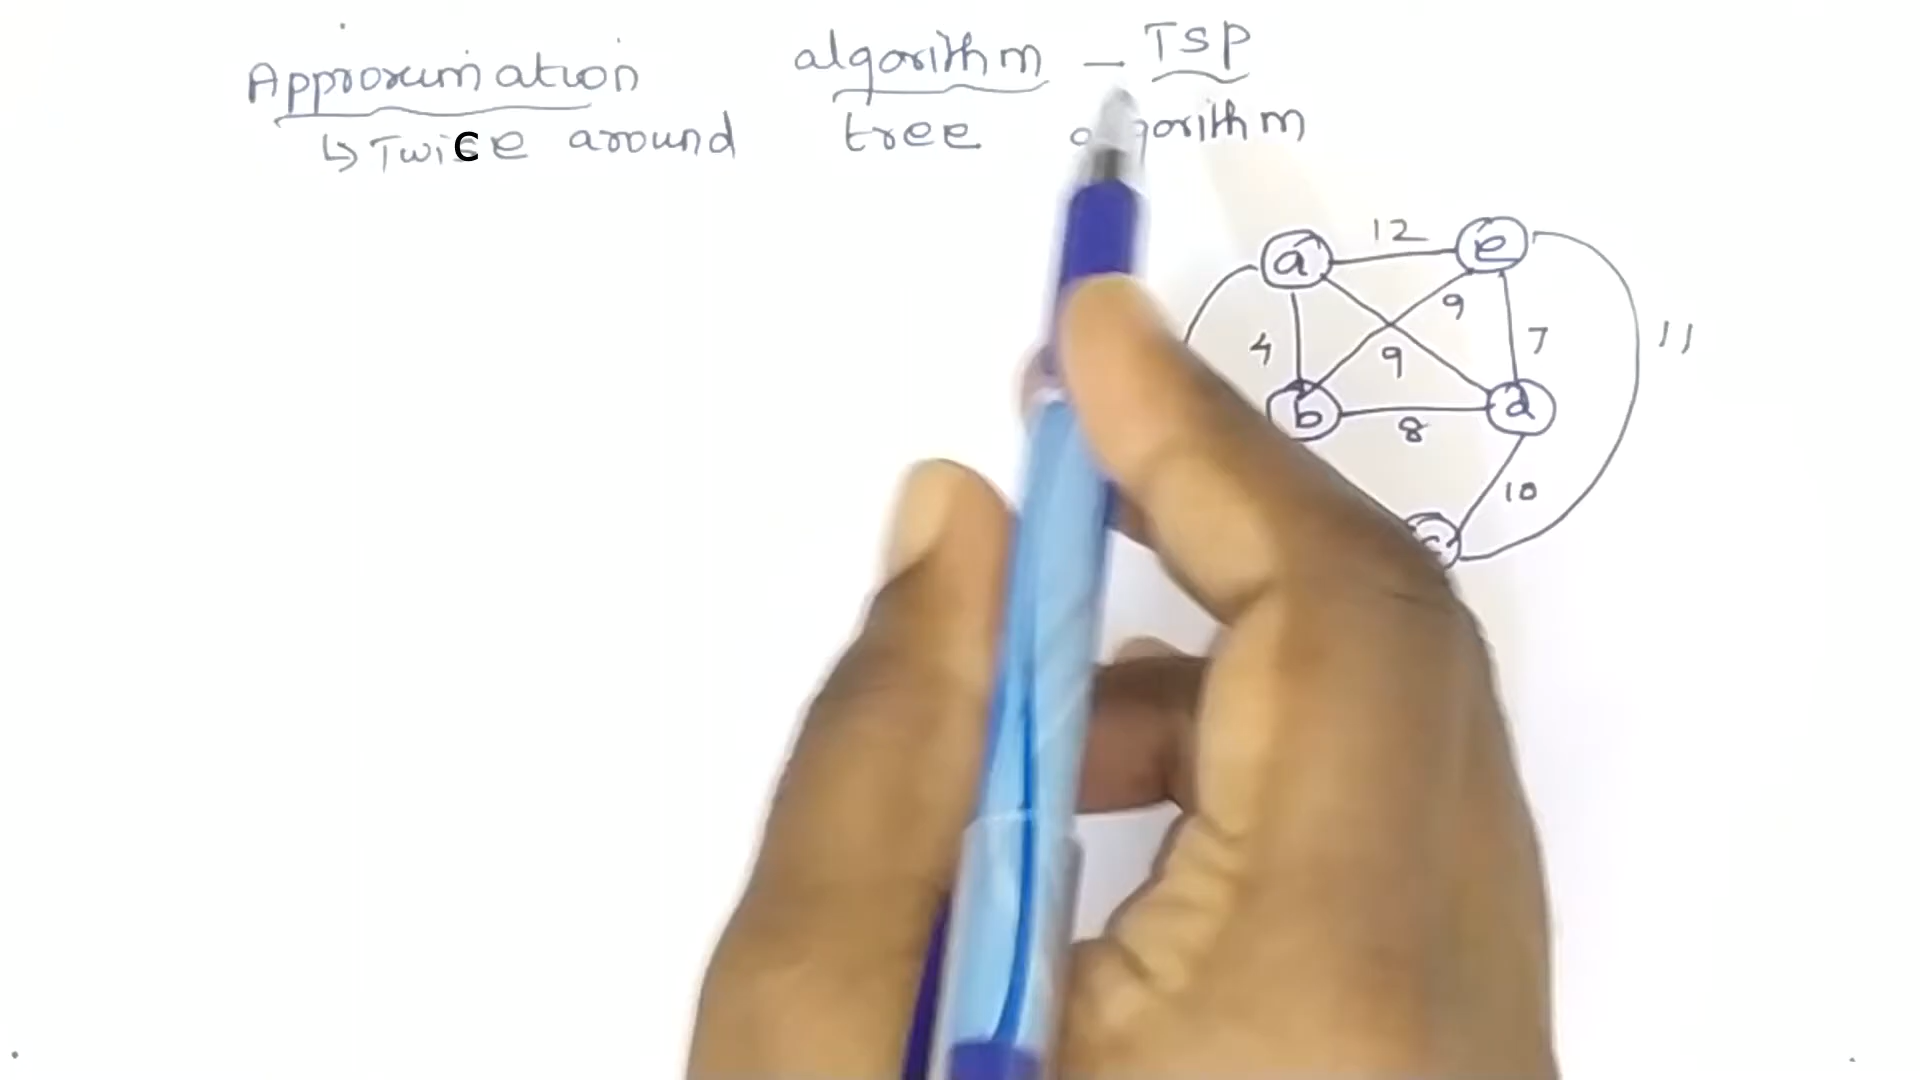 Approximation algorithm - TSP
↳ Twice around tree algorithm
12
a e
9
4 9 7 11
b d
8
10
c